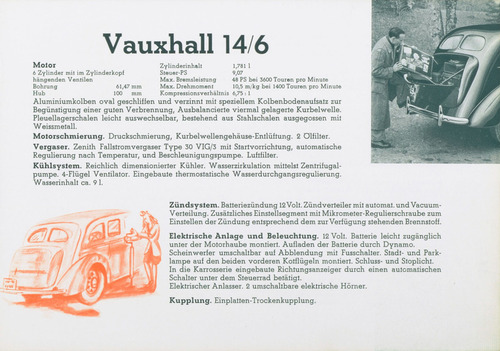 Vauxhall 14/6
Motor
6 Zylinder mit im Zylinderkopf
hängenden Ventilen
Bohrung 61,47 mm
Hub 100 mm
Zylinderinhalt 1,781 l
Steuer-PS 9,07
Max. Bremsleistung 48 PS bei 3600 Touren pro Minute
Max. Drehmoment 10,5 m/kg bei 1400 Touren pro Minute
Kompressionsverhältnis 6,75 : 1
Aluminiumkolben oval geschliffen und verzinnt mit speziellem Kolbenbodenaufsatz zur
Begünstigung einer guten Verbrennung, Ausbalancierte viermal gelagerte Kurbelwelle.
Pleuellagerschalen leicht auswechselbar, bestehend aus Stahlschalen ausgegossen mit
Weissmetall.
Motorschmierung. Druckschmierung, Kurbelwellengehäuse-Entlüftung. 2 Ölfilter.
Vergaser. Zenith Fallstromvergaser Type 30 VIG/3 mit Startvorrichtung, automatische
Regulierung nach Temperatur, und Beschleunigungspumpe. Luftfilter.
Kühlsystem. Reichlich dimensionierter Kühler. Wasserzirkulation mittelst Zentrifugal-
pumpe. 4-Flügel Ventilator. Eingebaute thermostatische Wasserdurchgangsregulierung.
Wasserinhalt ca. 9 l.
Zündsystem. Batteriezündung 12 Volt. Zündverteiler mit automat. und Vacuum-
Verteilung. Zusätzliches Einstellsegment mit Mikrometer-Regulierschraube zum
Einstellen der Zündung entsprechend dem zur Verfügung stehenden Brennstoff.
Elektrische Anlage und Beleuchtung. 12 Volt. Batterie leicht zugänglich
unter der Motorhaube montiert. Aufladen der Batterie durch Dynamo.
Scheinwerfer umschaltbar auf Abblendung mit Fusschalter. Stadt- und Park-
lampe auf den beiden vorderen Kotflügeln montiert. Schluss- und Stoplicht.
In die Karrosserie eingebaute Richtungsanzeiger durch einen automatischen
Schalter unter dem Steuerrad betätigt.
Elektrischer Anlasser. 2 umschaltbare elektrische Hörner.
Kupplung. Einplatten-Trockenkupplung.